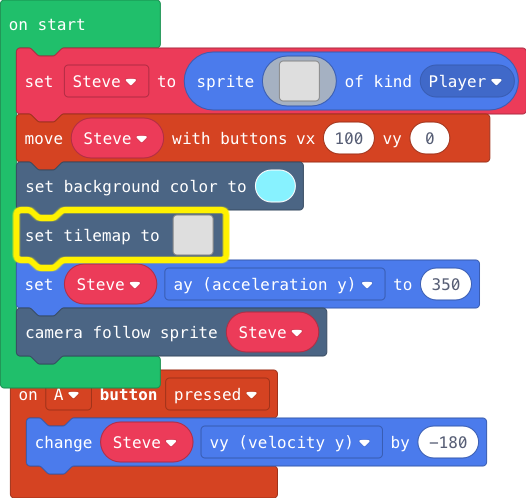 on start
set Steve to sprite of kind Player
move Steve with buttons vx 100 vy 0
set background color to
set tilemap to
set Steve ay (acceleration y) to 350
camera follow sprite Steve
on A button pressed
change Steve vy (velocity y) by -180